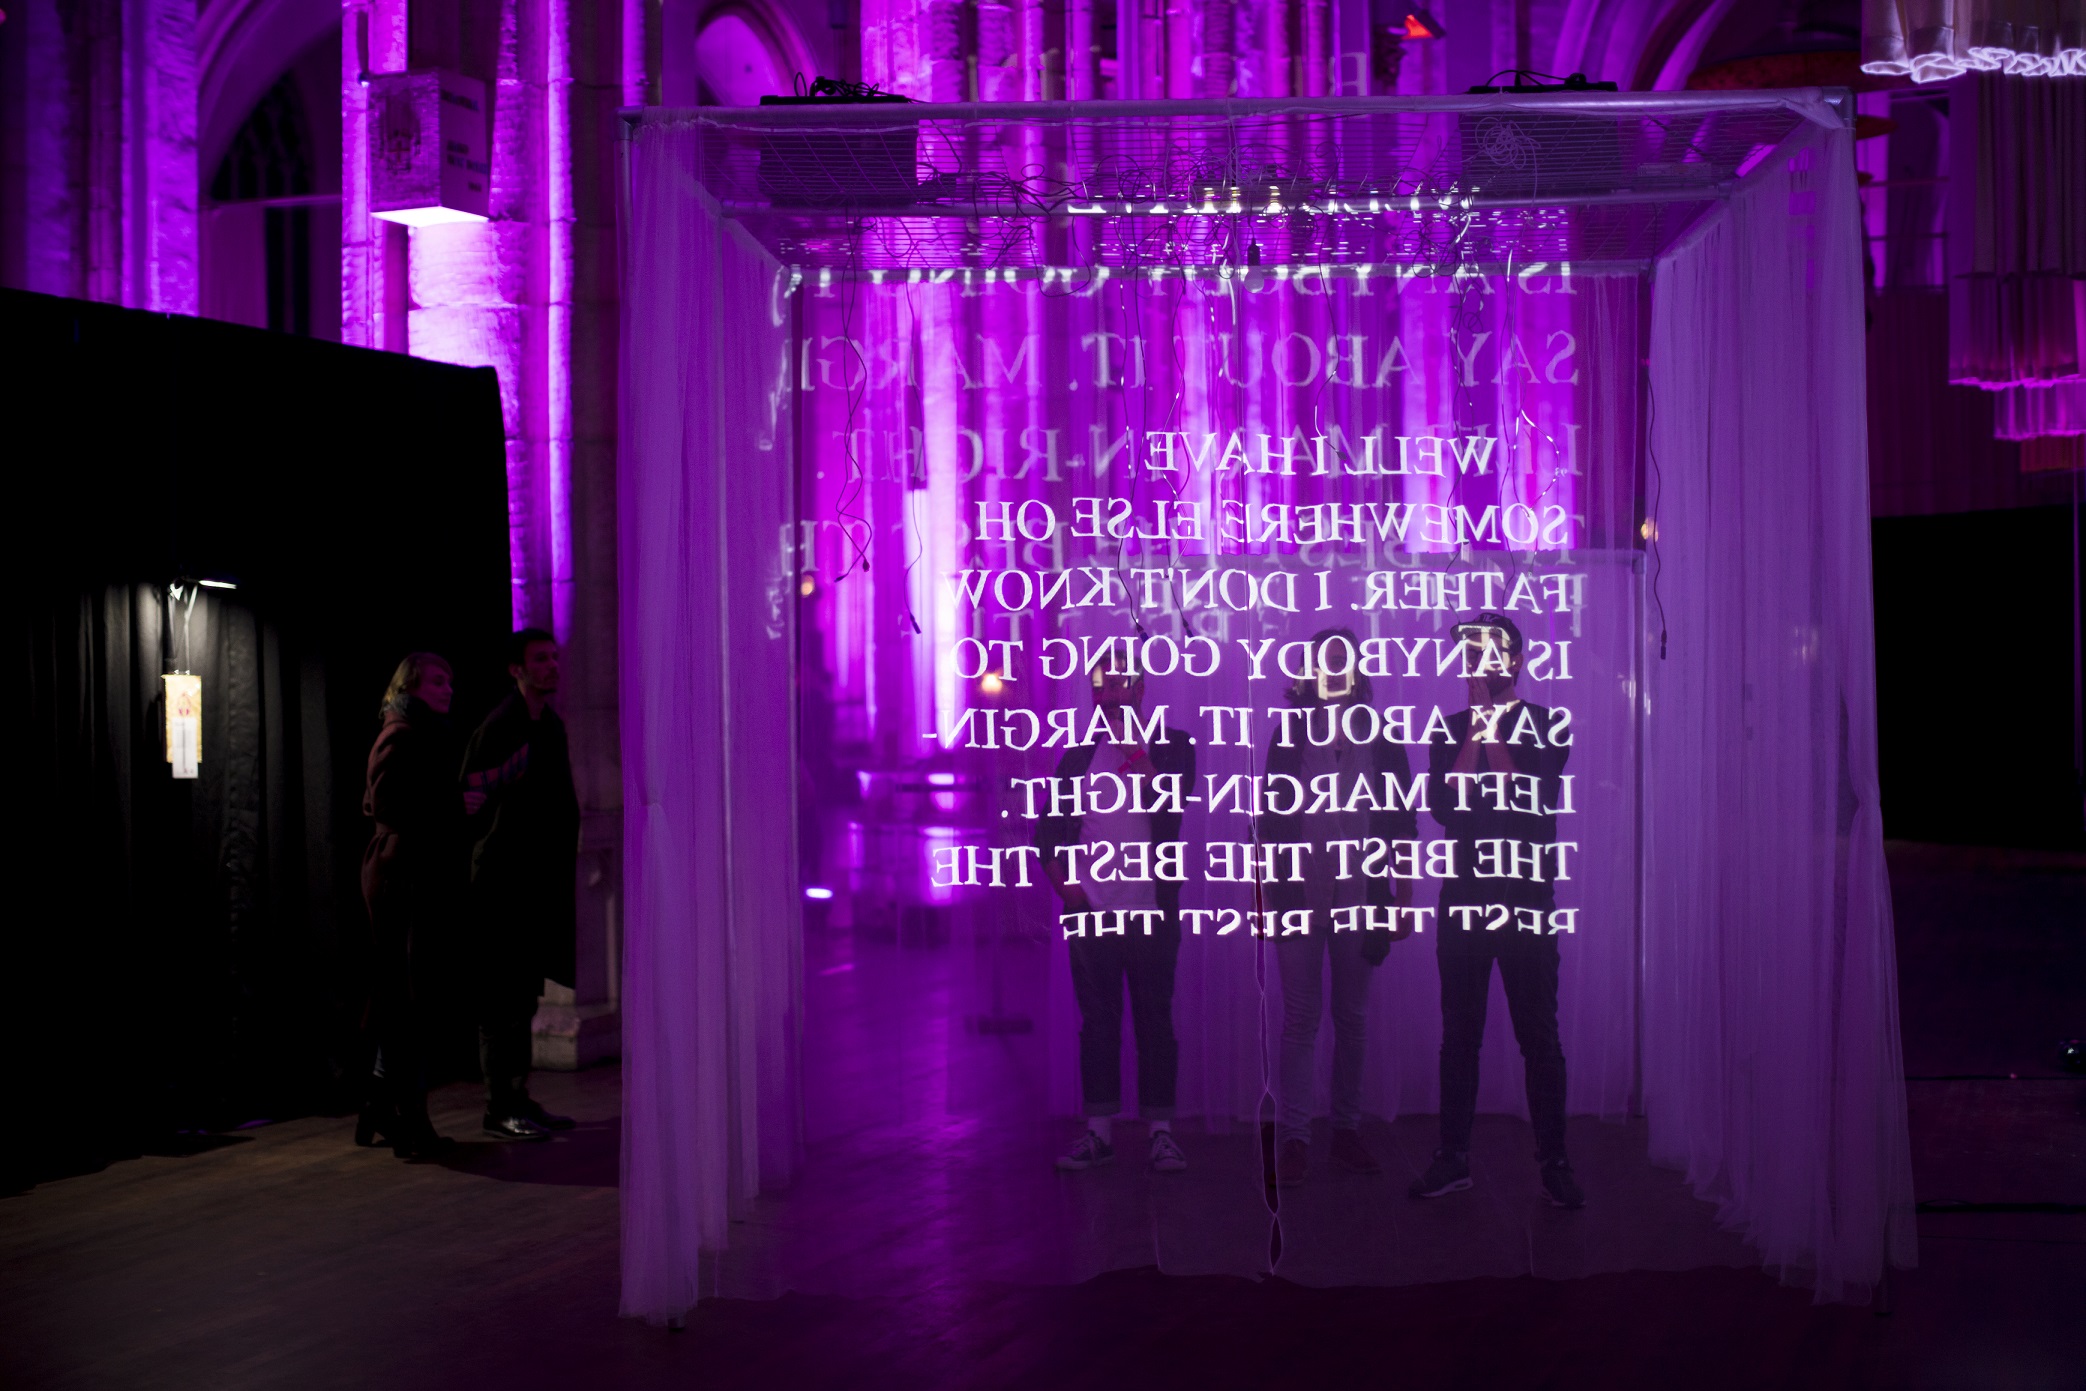 WELL I HAVE
SOMEWHERE ELSE OH
FATHER. I DON'T KNOW
IS ANYBODY GOING TO
SAY ABOUT IT. MARGIN-
LEFT MARGIN-RIGHT.
THE BEST THE BEST THE
BEST THE BEST THE